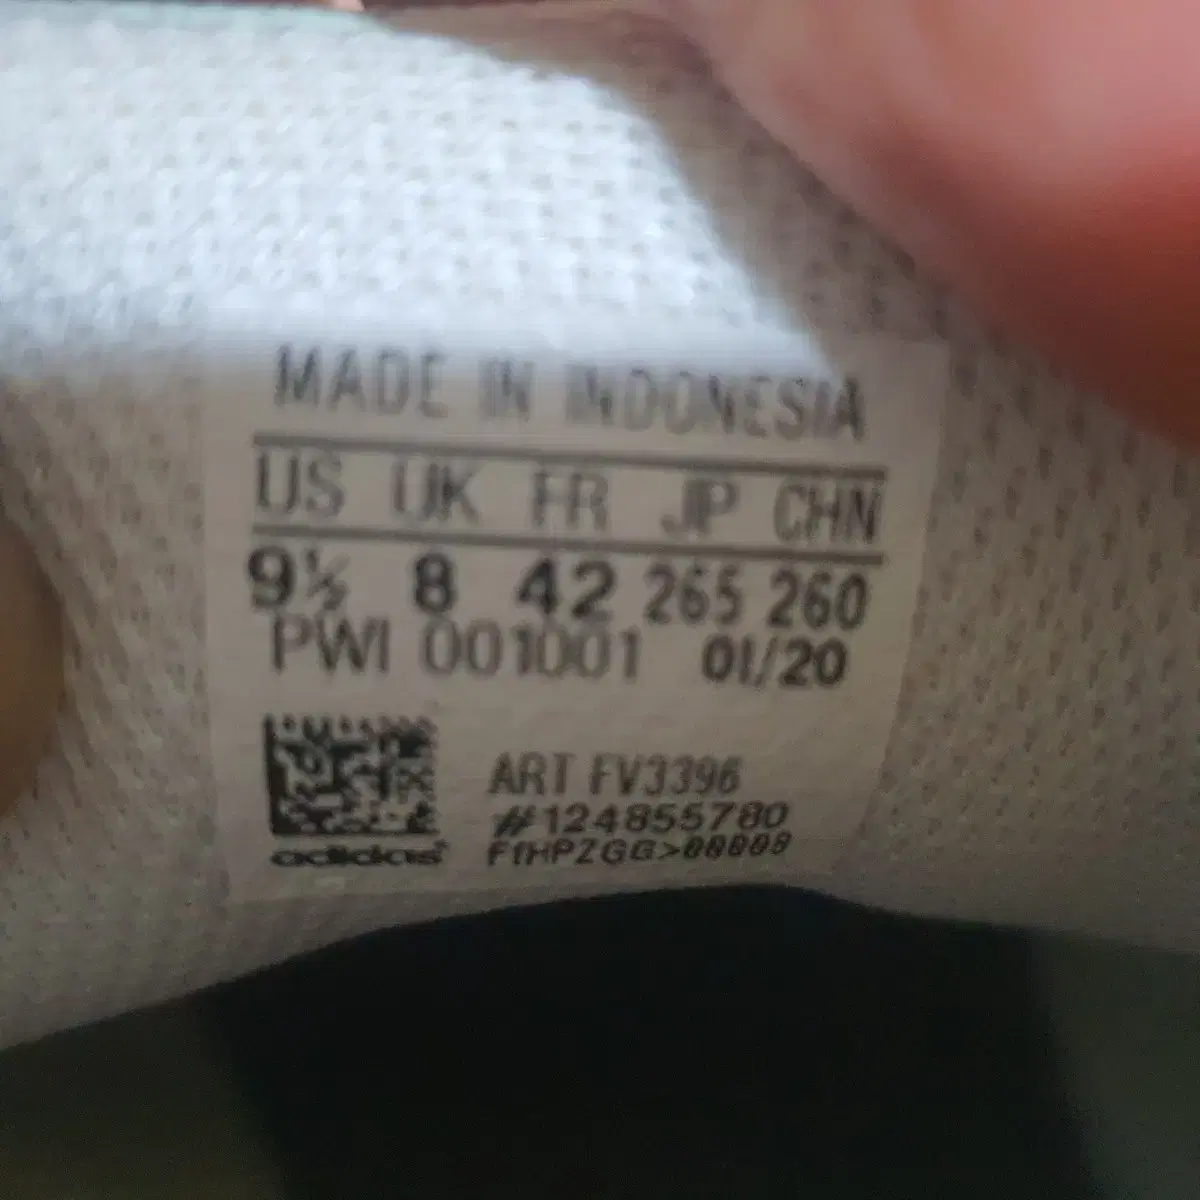 MADE IN INDONESIA
US UK FR JP CHN
9½ 8 42 265 260
PWI 001001 01/20
ART FV3396
#124855780
adidas